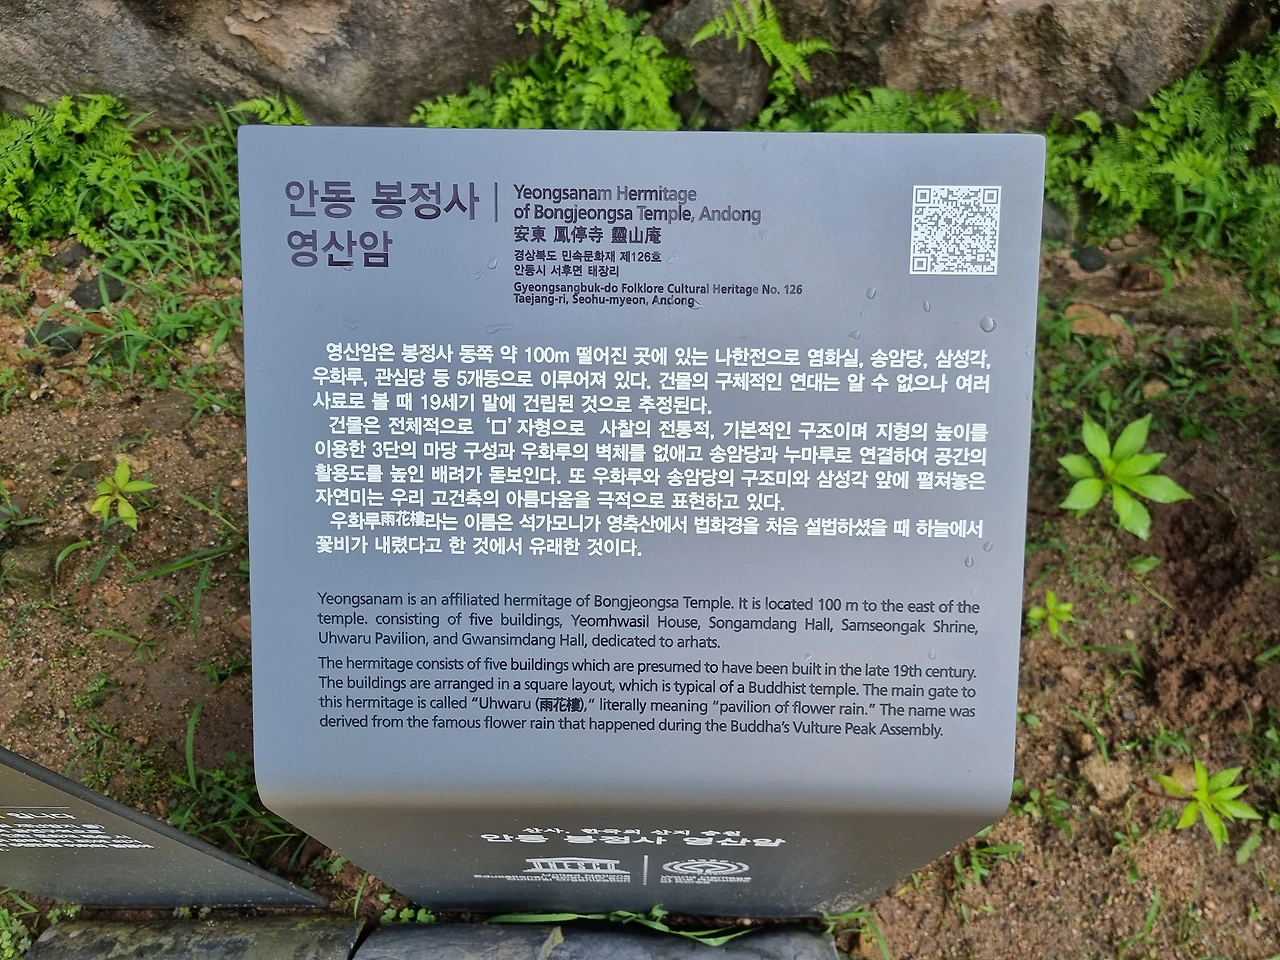 안동 봉정사
영산암
Yeongsanam Hermitage
of Bongjeongsa Temple, Andong
安東 鳳停寺 靈山庵
경상북도 민속문화재 제126호
안동시 서후면 태장리
Gyeongsangbuk-do Folklore Cultural Heritage No. 126
Taejang-ri, Seohu-myeon, Andong
영산암은 봉정사 동쪽 약 100m 떨어진 곳에 있는 나한전으로 염화실, 송암당, 삼성각,
우화루, 관심당 등 5개동으로 이루어져 있다. 건물의 구체적인 연대는 알 수 없으나 여러
사료로 볼 때 19세기 말에 건립된 것으로 추정된다.
건물은 전체적으로 ‘ㅁ’자형으로 사찰의 전통적, 기본적인 구조이며 지형의 높이를
이용한 3단의 마당 구성과 우화루의 벽체를 없애고 송암당과 누마루로 연결하여 공간의
활용도를 높인 배려가 돋보인다. 또 우화루와 송암당의 구조미와 삼성각 앞에 펼쳐놓은
자연미는 우리 고건축의 아름다움을 극적으로 표현하고 있다.
우화루雨花樓라는 이름은 석가모니가 영축산에서 법화경을 처음 설법하셨을 때 하늘에서
꽃비가 내렸다고 한 것에서 유래한 것이다.
Yeongsanam is an affiliated hermitage of Bongjeongsa Temple. It is located 100 m to the east of the
temple. consisting of five buildings, Yeomhwasil House, Songamdang Hall, Samseongak Shrine,
Uhwaru Pavilion, and Gwansimdang Hall, dedicated to arhats.
The hermitage consists of five buildings which are presumed to have been built in the late 19th century.
The buildings are arranged in a square layout, which is typical of a Buddhist temple. The main gate to
this hermitage is called “Uhwaru (雨花樓),“ literally meaning “pavilion of flower rain.” The name was
derived from the famous flower rain that happened during the Buddha's Vulture Peak Assembly.
산사, 한국의 산지 승원
안동 봉정사 영산암
입니다